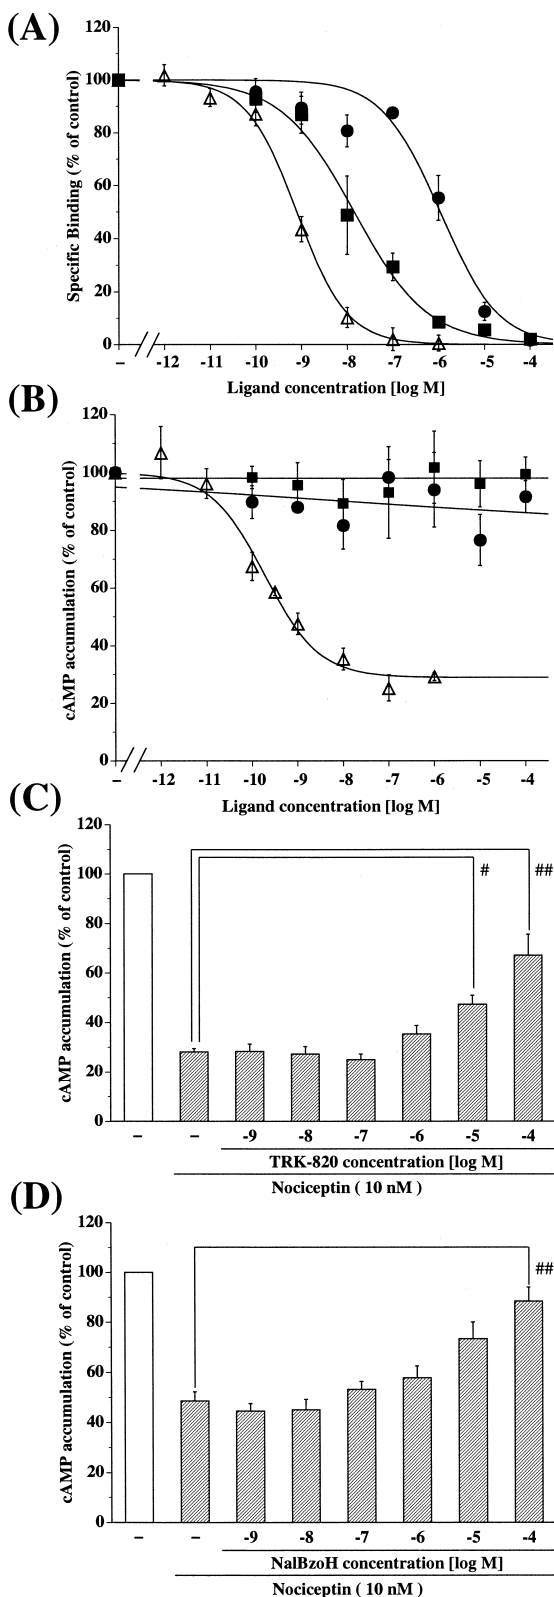 (A)
120
100
80
60
40
20
0
Specific Binding (% of control)
– -12 -11 -10 -9 -8 -7 -6 -5 -4
Ligand concentration [log M]
(B)
120
100
80
60
40
20
0
cAMP accumulation (% of control)
– -12 -11 -10 -9 -8 -7 -6 -5 -4
Ligand concentration [log M]
(C)
120
100
80
60
40
20
0
cAMP accumulation (% of control)
# ##
– – -9 -8 -7 -6 -5 -4
TRK-820 concentration [log M]
Nociceptin ( 10 nM )
(D)
120
100
80
60
40
20
0
cAMP accumulation (% of control)
##
– – -9 -8 -7 -6 -5 -4
NalBzoH concentration [log M]
Nociceptin ( 10 nM )